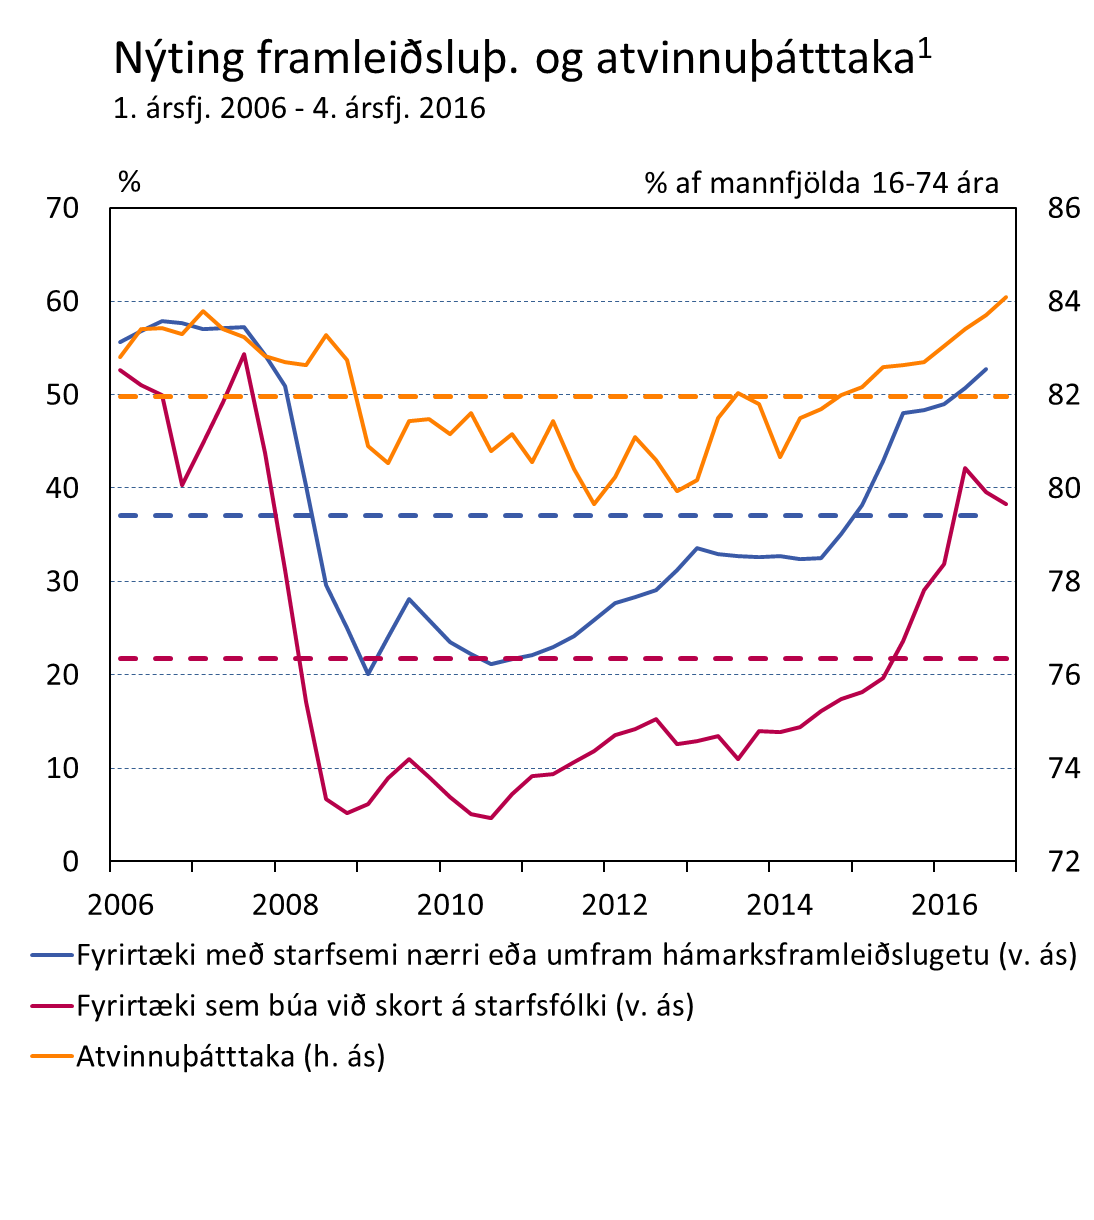 Nýting framleiðsluþ. og atvinnuþátttaka¹
1. ársfj. 2006 - 4. ársfj. 2016
% % af mannfjölda 16-74 ára
70 86
60 84
50 82
40 80
30 78
20 76
10 74
0 72
2006 2008 2010 2012 2014 2016
Fyrirtæki með starfsemi nærri eða umfram hámarksframleiðslugetu (v. ás)
Fyrirtæki sem búa við skort á starfsfólki (v. ás)
Atvinnuþátttaka (h. ás)